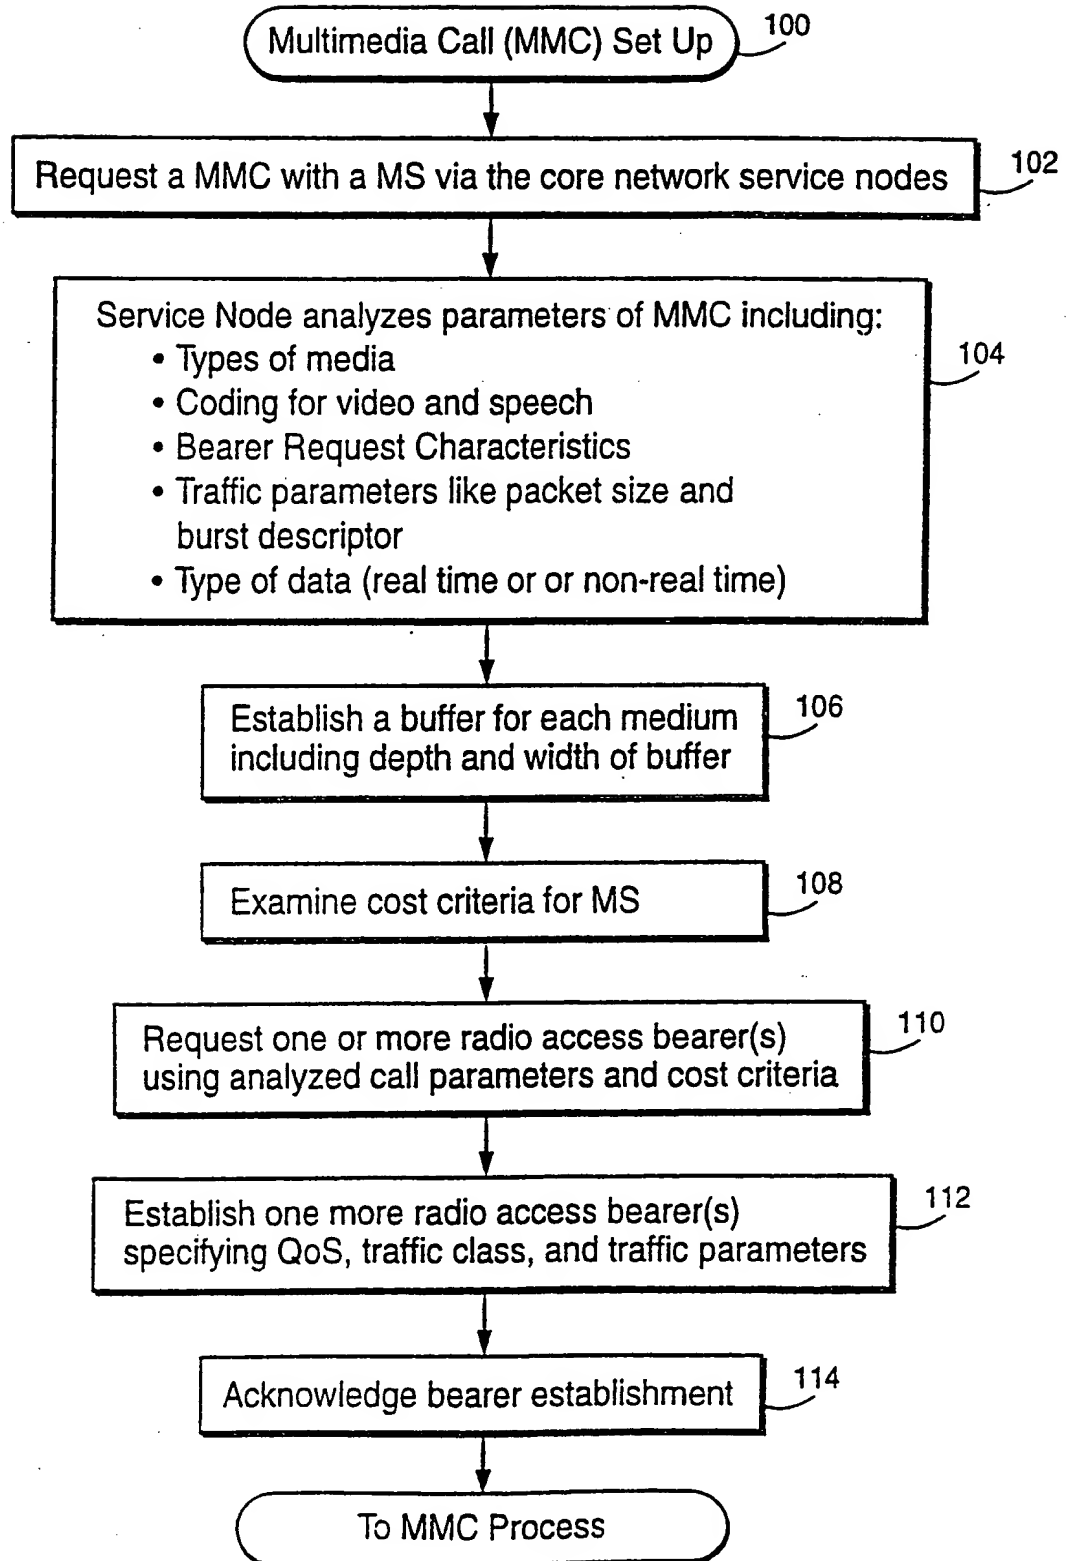 Multimedia Call (MMC) Set Up
100
Request a MMC with a MS via the core network service nodes
102
Service Node analyzes parameters of MMC including:
• Types of media
• Coding for video and speech
• Bearer Request Characteristics
• Traffic parameters like packet size and
burst descriptor
• Type of data (real time or or non-real time)
104
Establish a buffer for each medium
including depth and width of buffer
106
Examine cost criteria for MS
108
Request one or more radio access bearer(s)
using analyzed call parameters and cost criteria
110
Establish one more radio access bearer(s)
specifying QoS, traffic class, and traffic parameters
112
Acknowledge bearer establishment
114
To MMC Process